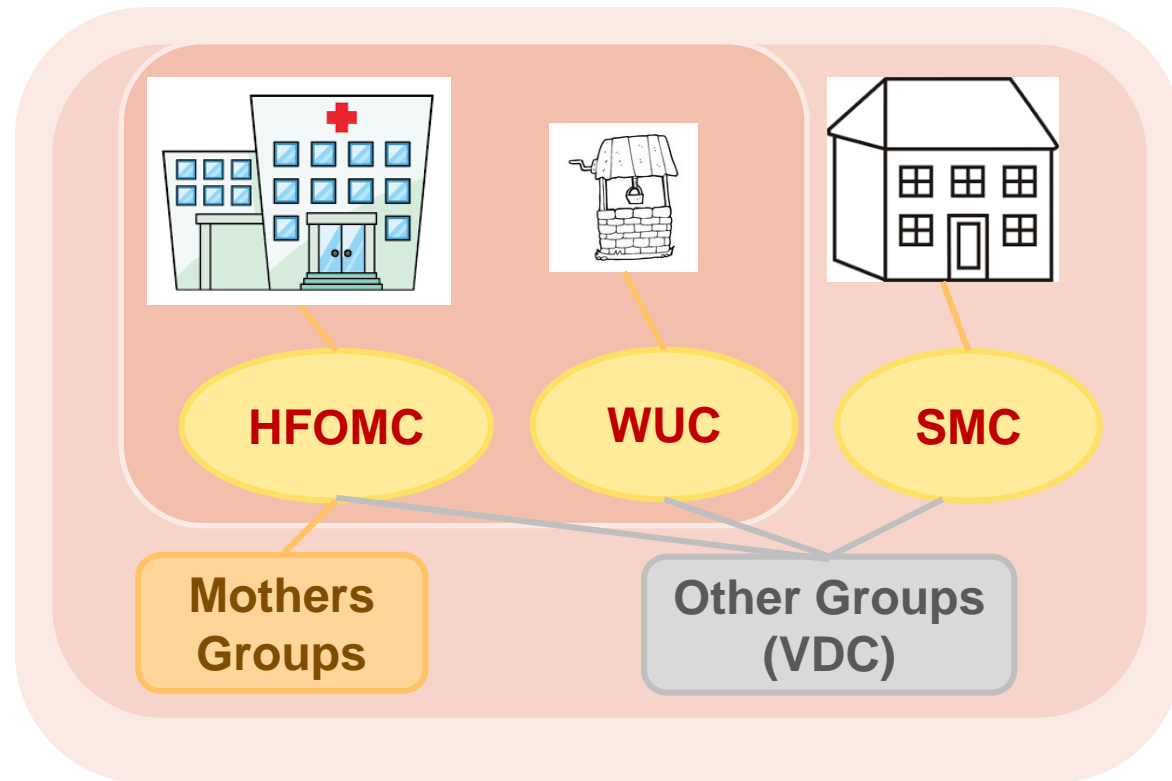 HFOMC
WUC
SMC
Mothers
Groups
Other Groups
(VDC)